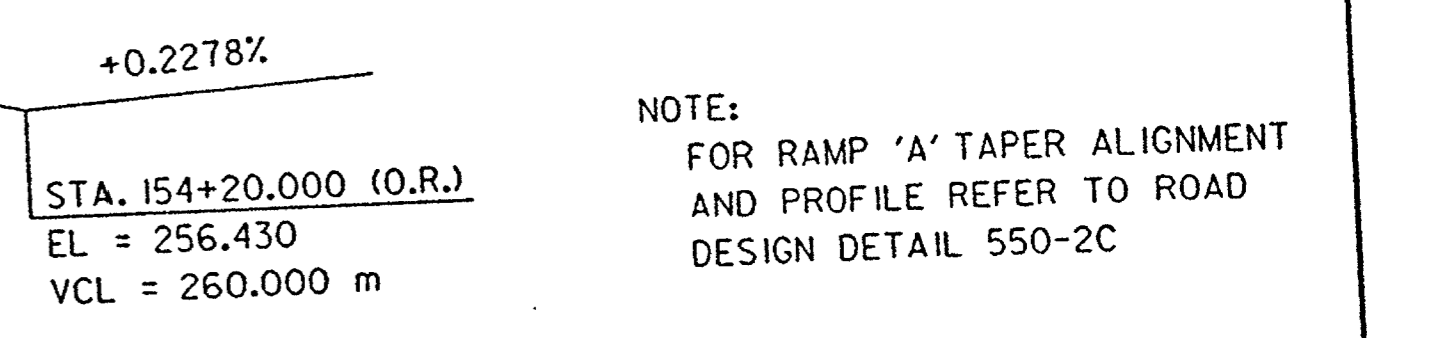 +0.2278%
STA. 154+20.000 (O.R.)
EL = 256.430
VCL = 260.000 m
NOTE:
FOR RAMP 'A' TAPER ALIGNMENT
AND PROFILE REFER TO ROAD
DESIGN DETAIL 550-2C